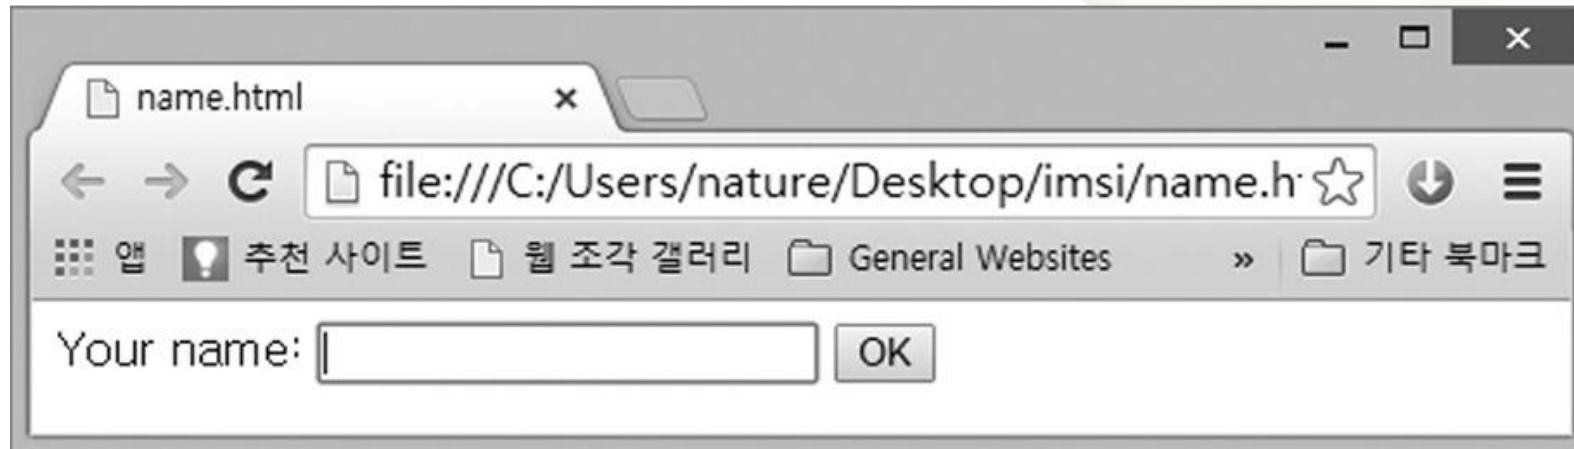 name.html
file:///C:/Users/nature/Desktop/imsi/name.h
앱 추천 사이트 웹 조각 갤러리 General Websites » 기타 북마크
Your name: OK